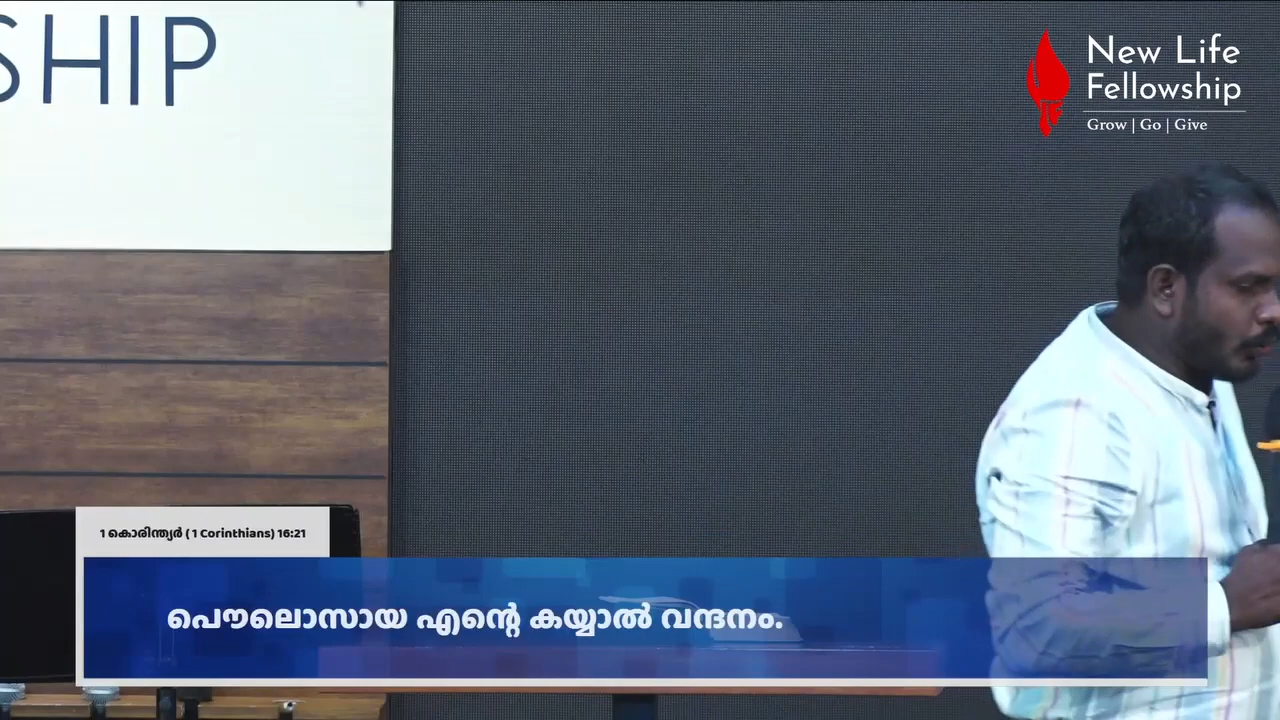 SHIP
New Life
Fellowship
Grow | Go | Give
1 കൊരിന്ത്യർ ( 1 Corinthians) 16:21
പൌലൊസായ എന്റെ കയ്യാൽ വന്ദനം.